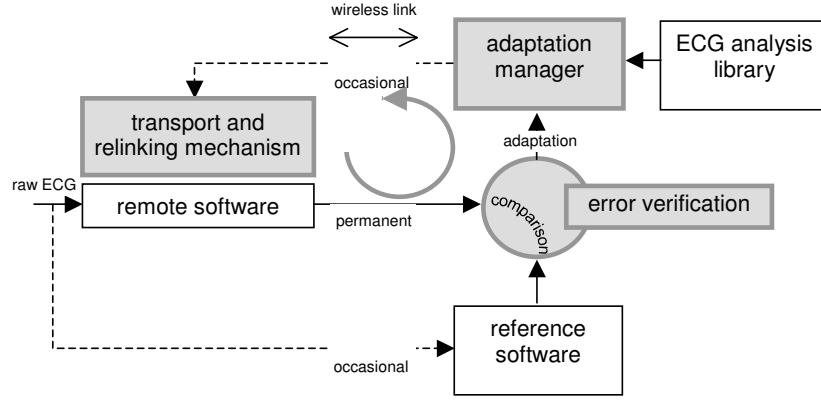 wireless link
adaptation
manager
ECG analysis
library
occasional
transport and
relinking mechanism
adaptation
raw ECG
remote software
permanent
comparison
error verification
reference
software
occasional